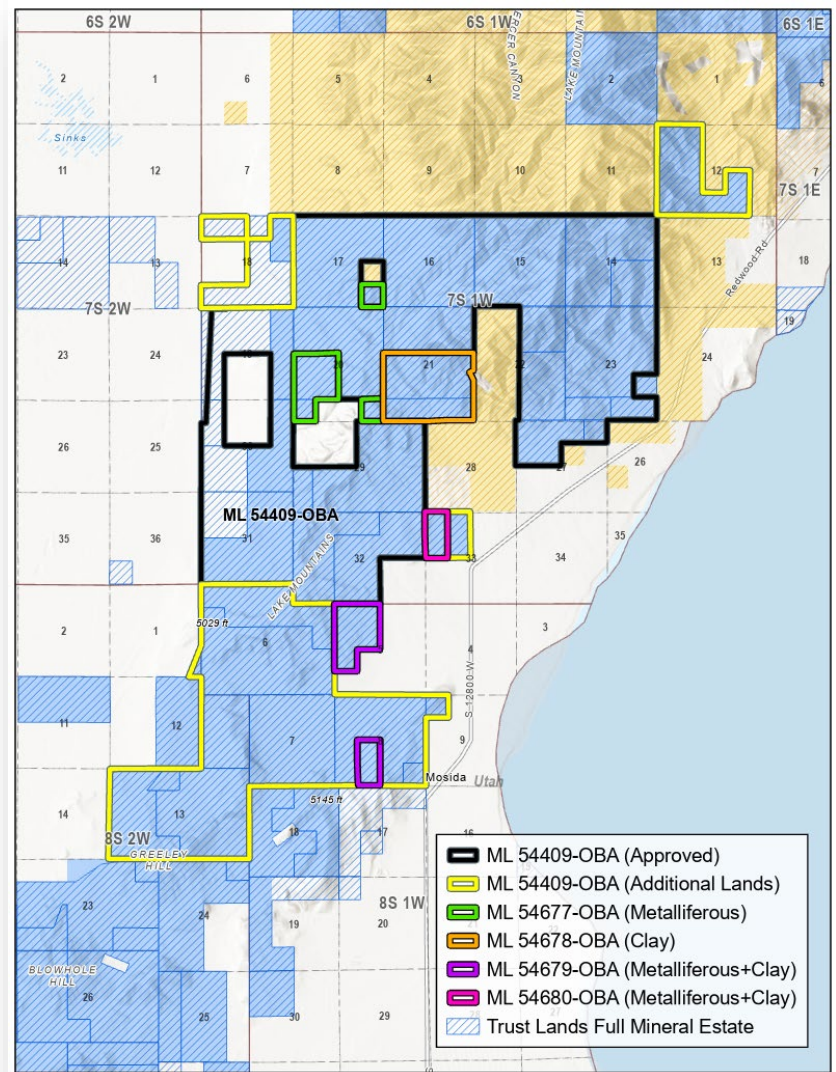 6S 2W
6S 1W
6S 1E
2
1
6
5
4
3
2
1
6
LAKE MOUNTAI
Sinks
11
12
7
8
9
10
11
12
7
7S 1E
14
13
18
17
16
15
14
13
18
Redwood Rd
7S 2W
7S 1W
19
23
24
20
21
22
23
24
26
25
29
28
27
26
ML 54409-OBA
35
36
31
32
33
34
35
LAKE MOUNTAINS
2
1
5029 ft
6
4
3
S 12800 W
11
12
7
9
Mosida
Utah
14
13
5145 ft
18
17
8S 2W
GREELEY
HILL
23
24
19
20
8S 1W
BLOWHOLE
HILL
26
25
30
29
ML 54409-OBA (Approved)
ML 54409-OBA (Additional Lands)
ML 54677-OBA (Metalliferous)
ML 54678-OBA (Clay)
ML 54679-OBA (Metalliferous+Clay)
ML 54680-OBA (Metalliferous+Clay)
Trust Lands Full Mineral Estate